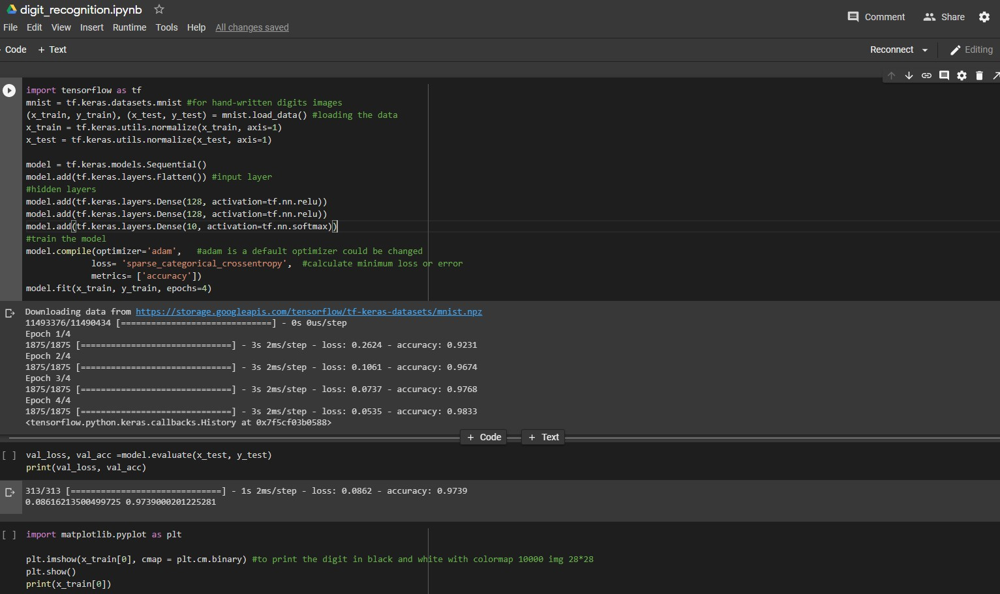 digit_recognition.ipynb
Comment Share
File Edit View Insert Runtime Tools Help All changes saved
Code + Text Reconnect Editing
import tensorflow as tf
mnist = tf.keras.datasets.mnist #for hand-written digits images
(x_train, y_train), (x_test, y_test) = mnist.load_data() #loading the data
x_train = tf.keras.utils.normalize(x_train, axis=1)
x_test = tf.keras.utils.normalize(x_test, axis=1)
model = tf.keras.models.Sequential()
model.add(tf.keras.layers.Flatten()) #input layer
#hidden layers
model.add(tf.keras.layers.Dense(128, activation=tf.nn.relu))
model.add(tf.keras.layers.Dense(128, activation=tf.nn.relu))
model.add(tf.keras.layers.Dense(10, activation=tf.nn.softmax))
#train the model
model.compile(optimizer='adam',   #adam is a default optimizer could be changed
loss= 'sparse_categorical_crossentropy',  #calculate minimum loss or error
metrics= ['accuracy'])
model.fit(x_train, y_train, epochs=4)
Downloading data from https://storage.googleapis.com/tensorflow/tf-keras-datasets/mnist.npz
11493376/11490434 [==============================] - 0s 0us/step
Epoch 1/4
1875/1875 [==============================] - 3s 2ms/step - loss: 0.2624 - accuracy: 0.9231
Epoch 2/4
1875/1875 [==============================] - 3s 2ms/step - loss: 0.1061 - accuracy: 0.9674
Epoch 3/4
1875/1875 [==============================] - 3s 2ms/step - loss: 0.0737 - accuracy: 0.9768
Epoch 4/4
1875/1875 [==============================] - 3s 2ms/step - loss: 0.0535 - accuracy: 0.9833
<tensorflow.python.keras.callbacks.History at 0x7f5cf03b0588>
+ Code + Text
[ ] val_loss, val_acc =model.evaluate(x_test, y_test)
print(val_loss, val_acc)
313/313 [==============================] - 1s 2ms/step - loss: 0.0862 - accuracy: 0.9739
0.08616213500499725 0.9739000201225281
[ ] import matplotlib.pyplot as plt
plt.imshow(x_train[0], cmap = plt.cm.binary) #to print the digit in black and white with colormap 10000 img 28*28
plt.show()
print(x_train[0])